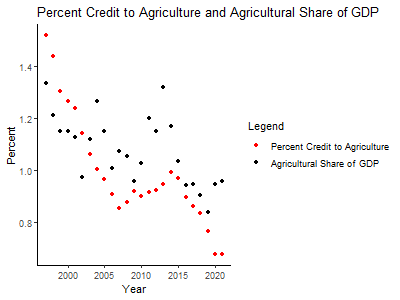 Percent Credit to Agriculture and Agricultural Share of GDP
Percent
1.4
1.2
1.0
0.8
2000 2005 2010 2015 2020
Year
Legend
Percent Credit to Agriculture
Agricultural Share of GDP